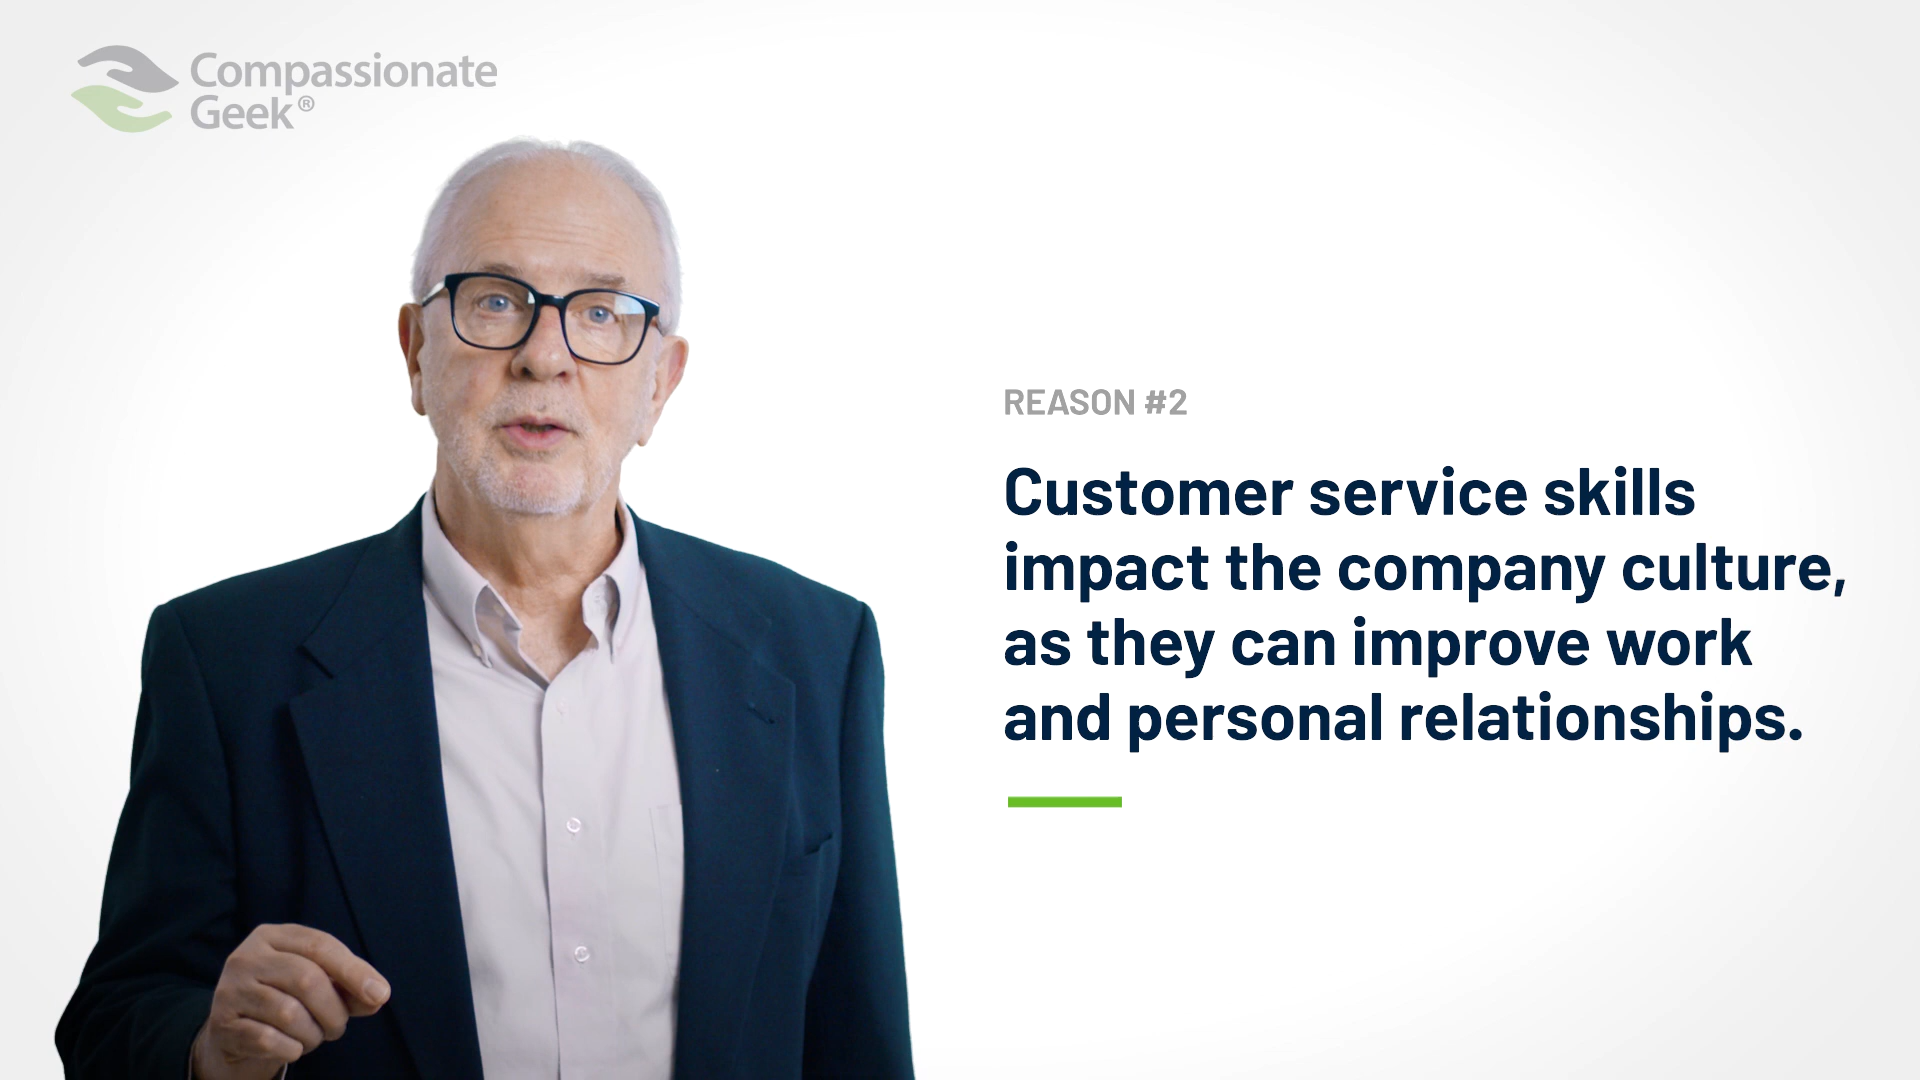 Compassionate
Geek®
REASON #2
Customer service skills
impact the company culture,
as they can improve work
and personal relationships.